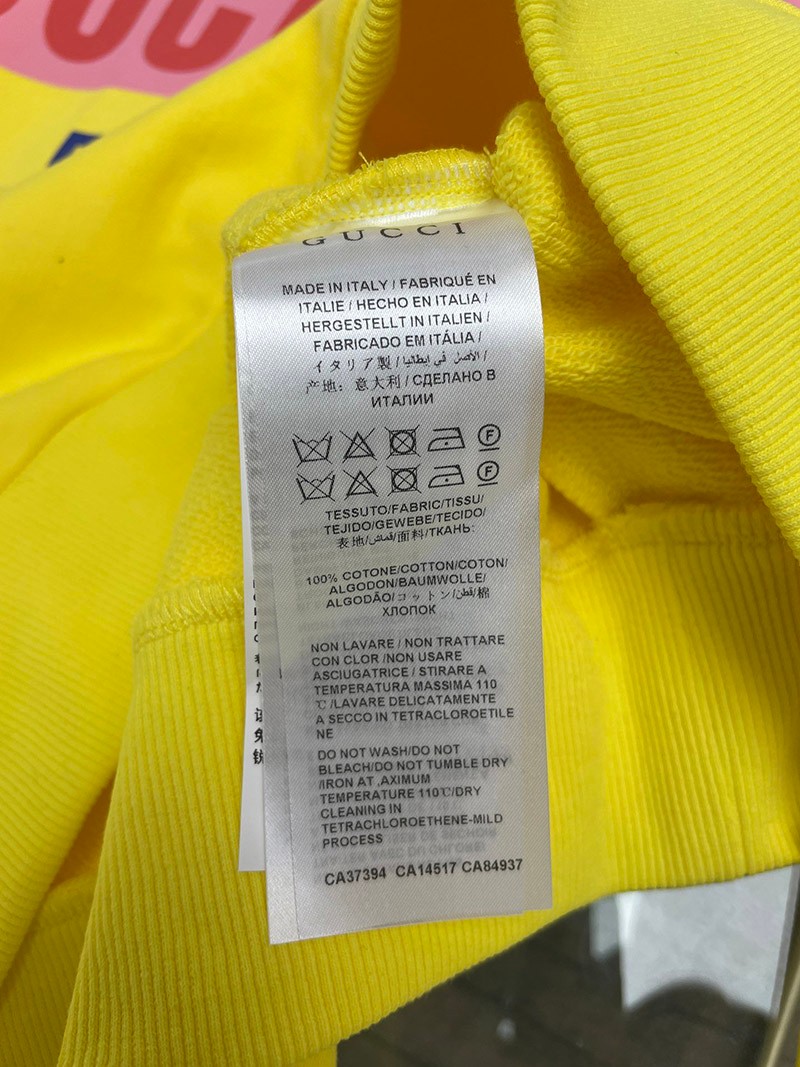 GUCCI
MADE IN ITALY / FABRIQUÉ EN
ITALIE / HECHO EN ITALIA /
HERGESTELLT IN ITALIEN /
FABRICADO EM ITÁLIA /
イタリア製 / الأصل في إيطاليا /
产地：意大利 / СДЕЛАНО В
ИТАЛИИ
F
F
TESSUTO/FABRIC/TISSU/
TEJIDO/GEWEBE/TECIDO/
表地/قماش/面料/ТКАНЬ:
100% COTONE/COTTON/COTON/
ALGODON/BAUMWOLLE/
ALGODÃO/コットン/قطن/棉
ХЛОПОК
NON LAVARE / NON TRATTARE
CON CLOR /NON USARE
ASCIUGATRICE / STIRARE A
TEMPERATURA MASSIMA 110
℃ /LAVARE DELICATAMENTE
A SECCO IN TETRACLOROETILE
NE
DO NOT WASH/DO NOT
BLEACH/DO NOT TUMBLE DRY
/IRON AT ,AXIMUM
TEMPERATURE 110℃/DRY
CLEANING IN
TETRACHLOROETHENE-MILD
PROCESS
CA37394 CA14517 CA84937